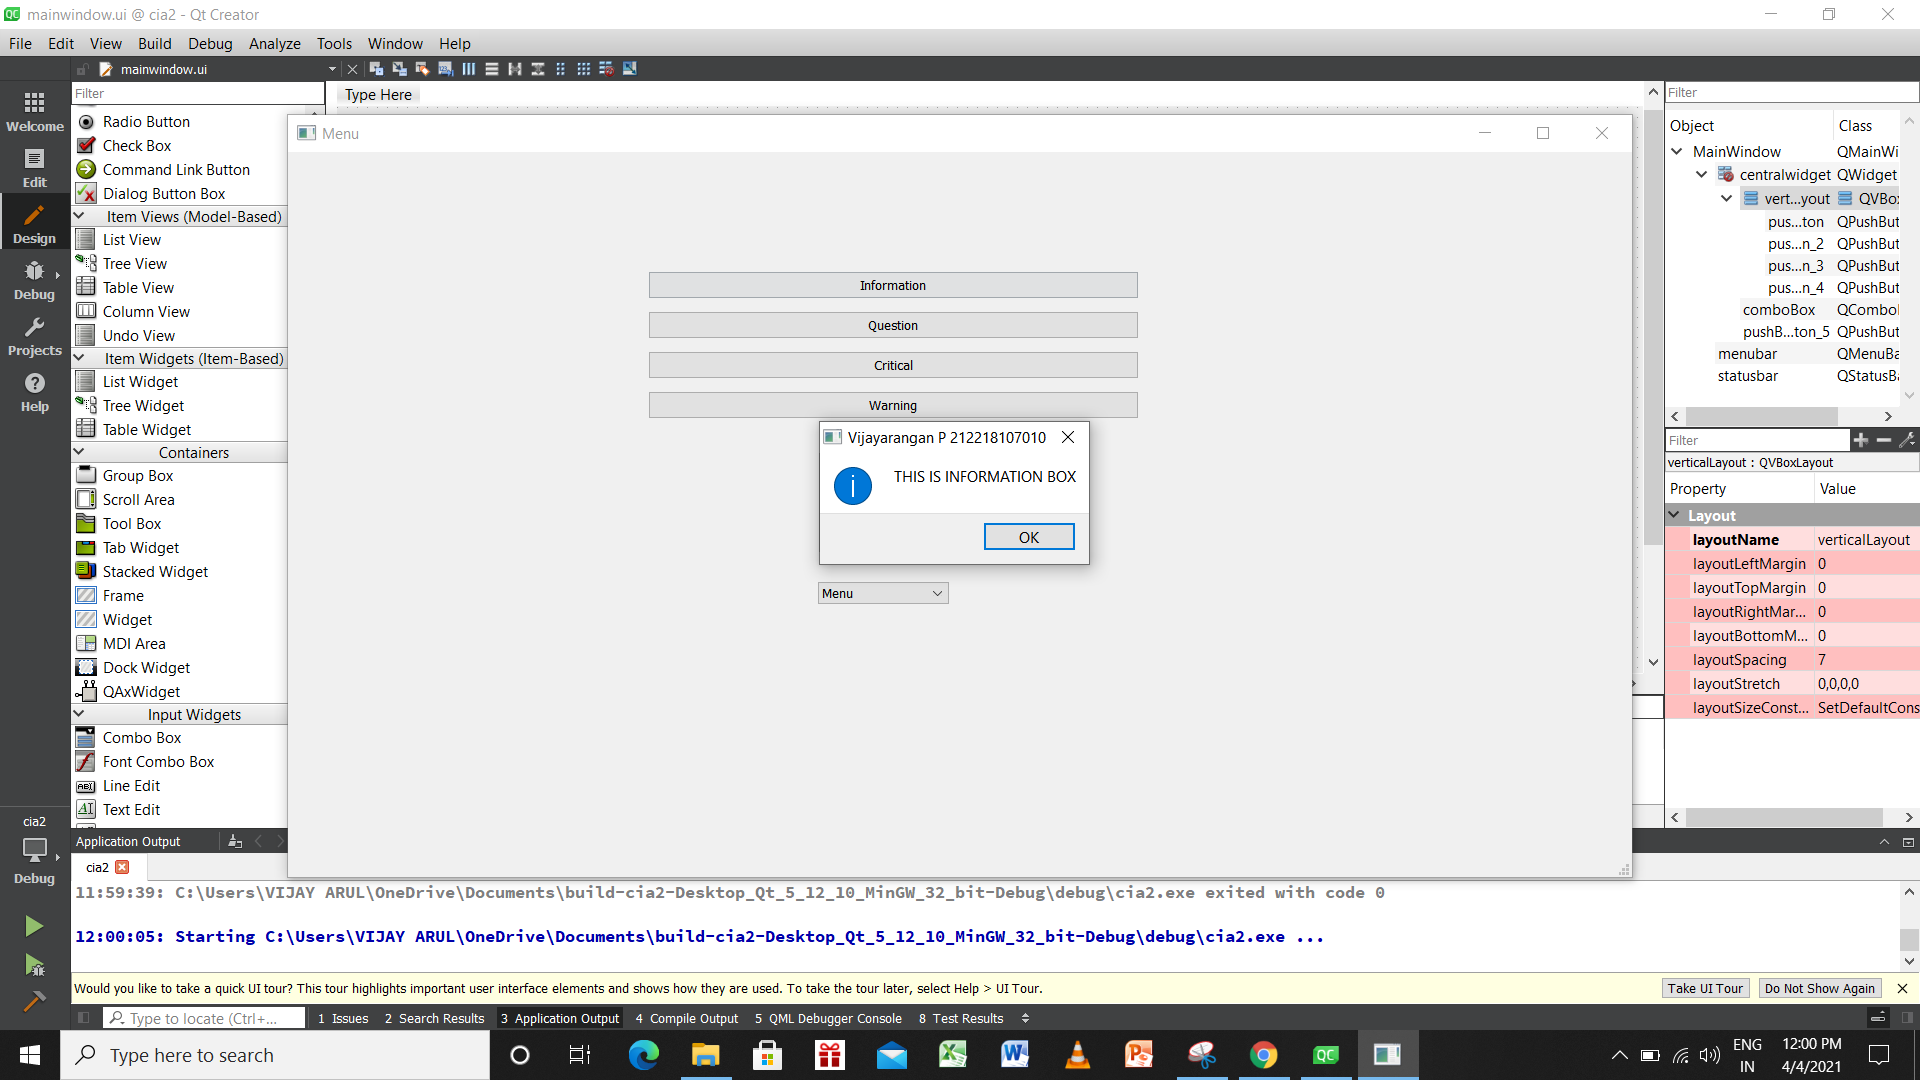 mainwindow.ui @ cia2 - Qt Creator
File Edit View Build Debug Analyze Tools Window Help
mainwindow.ui
Filter
Type Here
Filter
Welcome
Edit
Design
Debug
Projects
Help
Radio Button
Check Box
Command Link Button
Dialog Button Box
Item Views (Model-Based)
List View
Tree View
Table View
Column View
Undo View
Item Widgets (Item-Based)
List Widget
Tree Widget
Table Widget
Containers
Group Box
Scroll Area
Tool Box
Tab Widget
Stacked Widget
Frame
Widget
MDI Area
Dock Widget
QAxWidget
Input Widgets
Combo Box
Font Combo Box
Line Edit
Text Edit
Menu
Information
Question
Critical
Warning
Vijayarangan P 212218107010
THIS IS INFORMATION BOX
OK
Menu
Object Class
MainWindow QMainWi
centralwidget QWidget
vert...yout QVBo
pus...ton QPushBut
pus...n_2 QPushBut
pus...n_3 QPushBut
pus...n_4 QPushBut
comboBox QCombo
pushB...ton_5 QPushBut
menubar QMenuBa
statusbar QStatusBa
Filter
verticalLayout : QVBoxLayout
Property Value
Layout
layoutName verticalLayout
layoutLeftMargin 0
layoutTopMargin 0
layoutRightMar... 0
layoutBottomM... 0
layoutSpacing 7
layoutStretch 0,0,0,0
layoutSizeConst... SetDefaultCons
cia2
Debug
Application Output
cia2
11:59:39: C:\Users\VIJAY ARUL\OneDrive\Documents\build-cia2-Desktop_Qt_5_12_10_MinGW_32_bit-Debug\debug\cia2.exe exited with code 0
12:00:05: Starting C:\Users\VIJAY ARUL\OneDrive\Documents\build-cia2-Desktop_Qt_5_12_10_MinGW_32_bit-Debug\debug\cia2.exe ...
Would you like to take a quick UI tour? This tour highlights important user interface elements and shows how they are used. To take the tour later, select Help > UI Tour.
Take UI Tour Do Not Show Again
Type to locate (Ctrl+...
1 Issues 2 Search Results 3 Application Output 4 Compile Output 5 QML Debugger Console 8 Test Results
Type here to search
ENG
IN
12:00 PM
4/4/2021